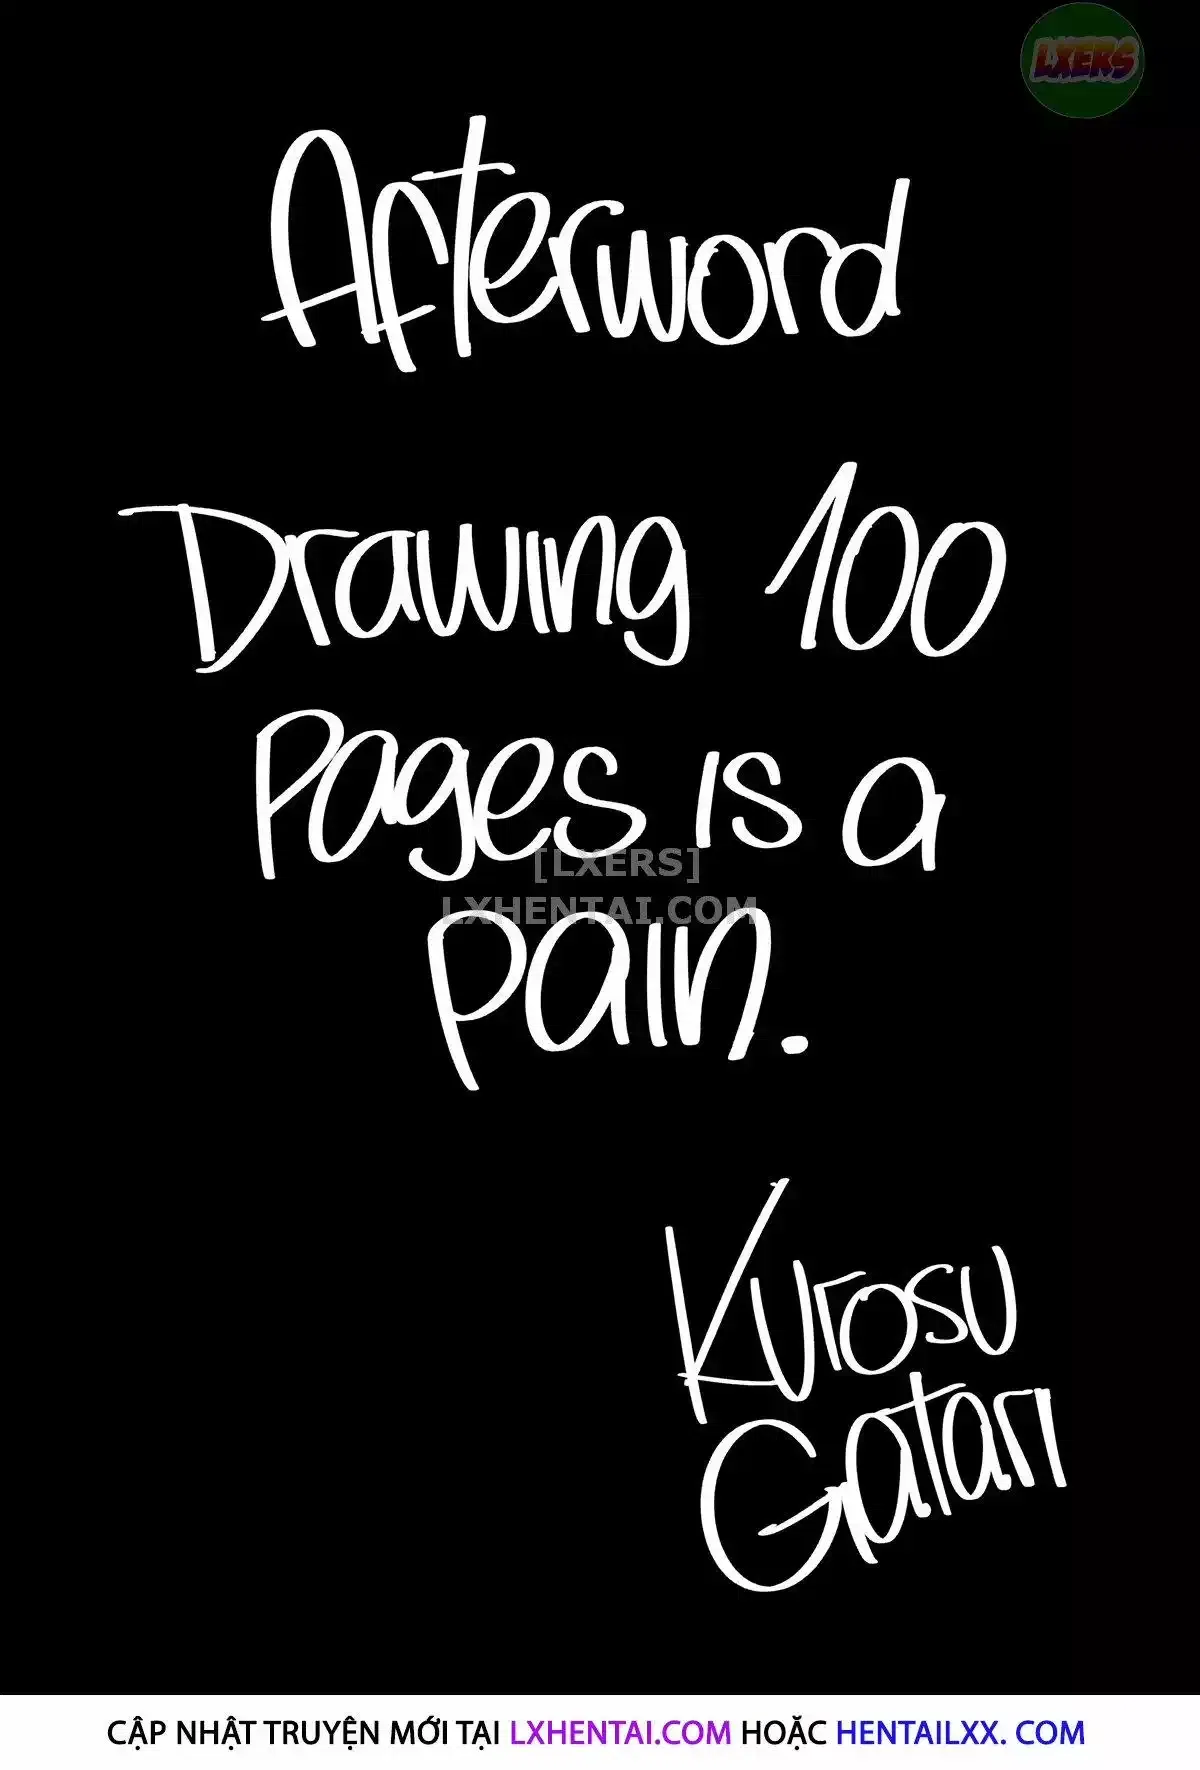 LXERS
Afterword
Drawing 100
pages is a
[LXERS]
LXHENTAI.COM
pain.
Kurosu
Gatari
CẬP NHẬT TRUYỆN MỚI TẠI LXHENTAI.COM HOẶC HENTAILXX. COM